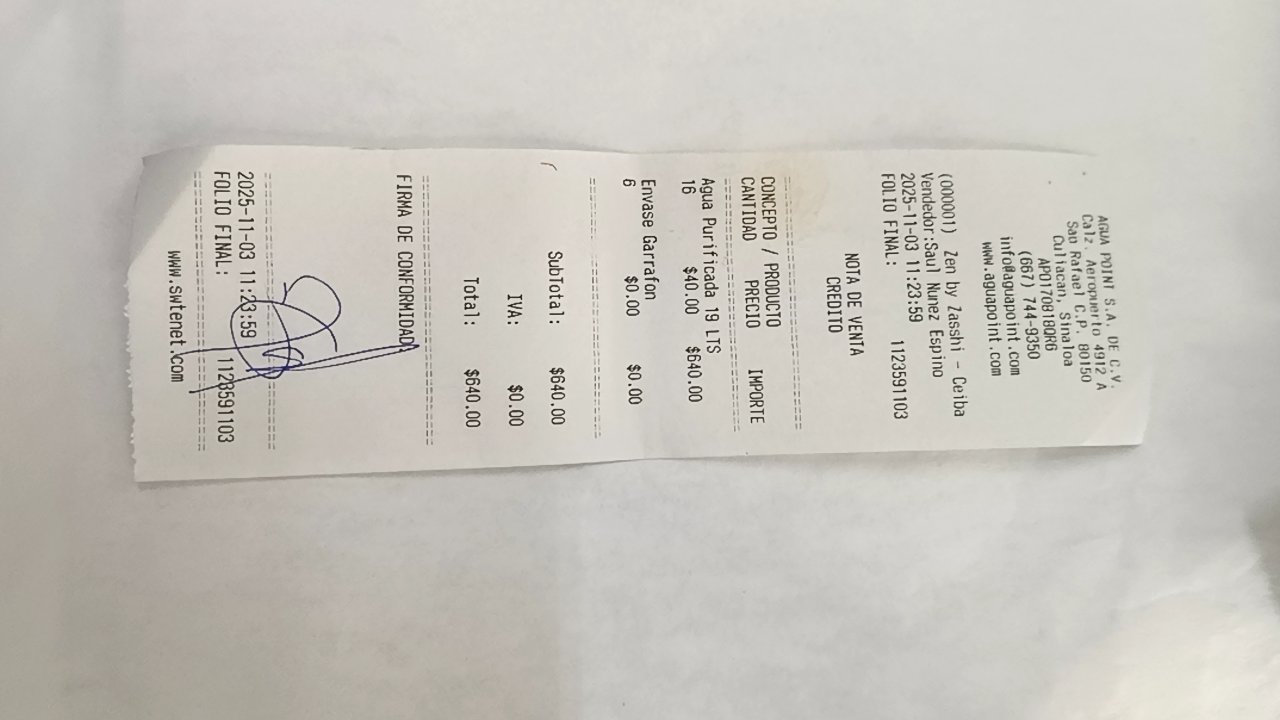 AGUA POINT S.A. DE C.V.
Calz. Aeropuerto 4912 A
San Rafael C.P. 80150
Culiacan, Sinaloa
APO170818QR6
(667) 744-9350
info@aguapoint.com
www.aguapoint.com
(000001) Zen by Zasshi - Ceiba
Vendedor:Saul Nunez Espino
2025-11-03 11:23:59
FOLIO FINAL: 1123591103
NOTA DE VENTA
CREDITO
CONCEPTO / PRODUCTO
CANTIDAD PRECIO IMPORTE
Agua Purificada 19 LTS
16 $40.00 $640.00
Envase Garrafon
6 $0.00 $0.00
SubTotal: $640.00
IVA: $0.00
Total: $640.00
FIRMA DE CONFORMIDAD
2025-11-03 11:23:59
FOLIO FINAL: 1123591103
www.swtenet.com